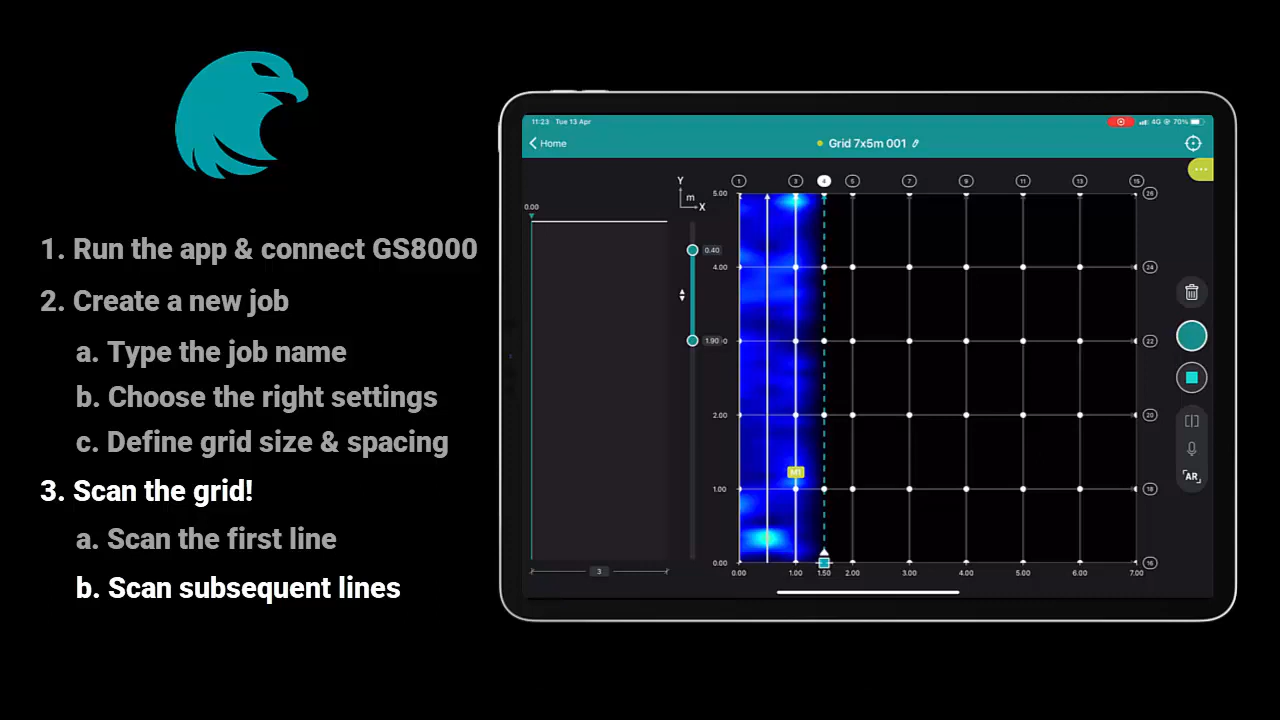 1. Run the app & connect GS8000
2. Create a new job
a. Type the job name
b. Choose the right settings
c. Define grid size & spacing
3. Scan the grid!
a. Scan the first line
b. Scan subsequent lines
11:23 Tue 13 Apr
4G 70%
Home
Grid 7x5m 001
Y
m
X
0.00
0.40
1.90
3
1 3 4 5 7 9 11 13 15
5.00 26
4.00 24
22
2.00 20
M1
1.00 18
0.00 16
0.00 1.00 1.50 2.00 3.00 4.00 5.00 6.00 7.00
AR